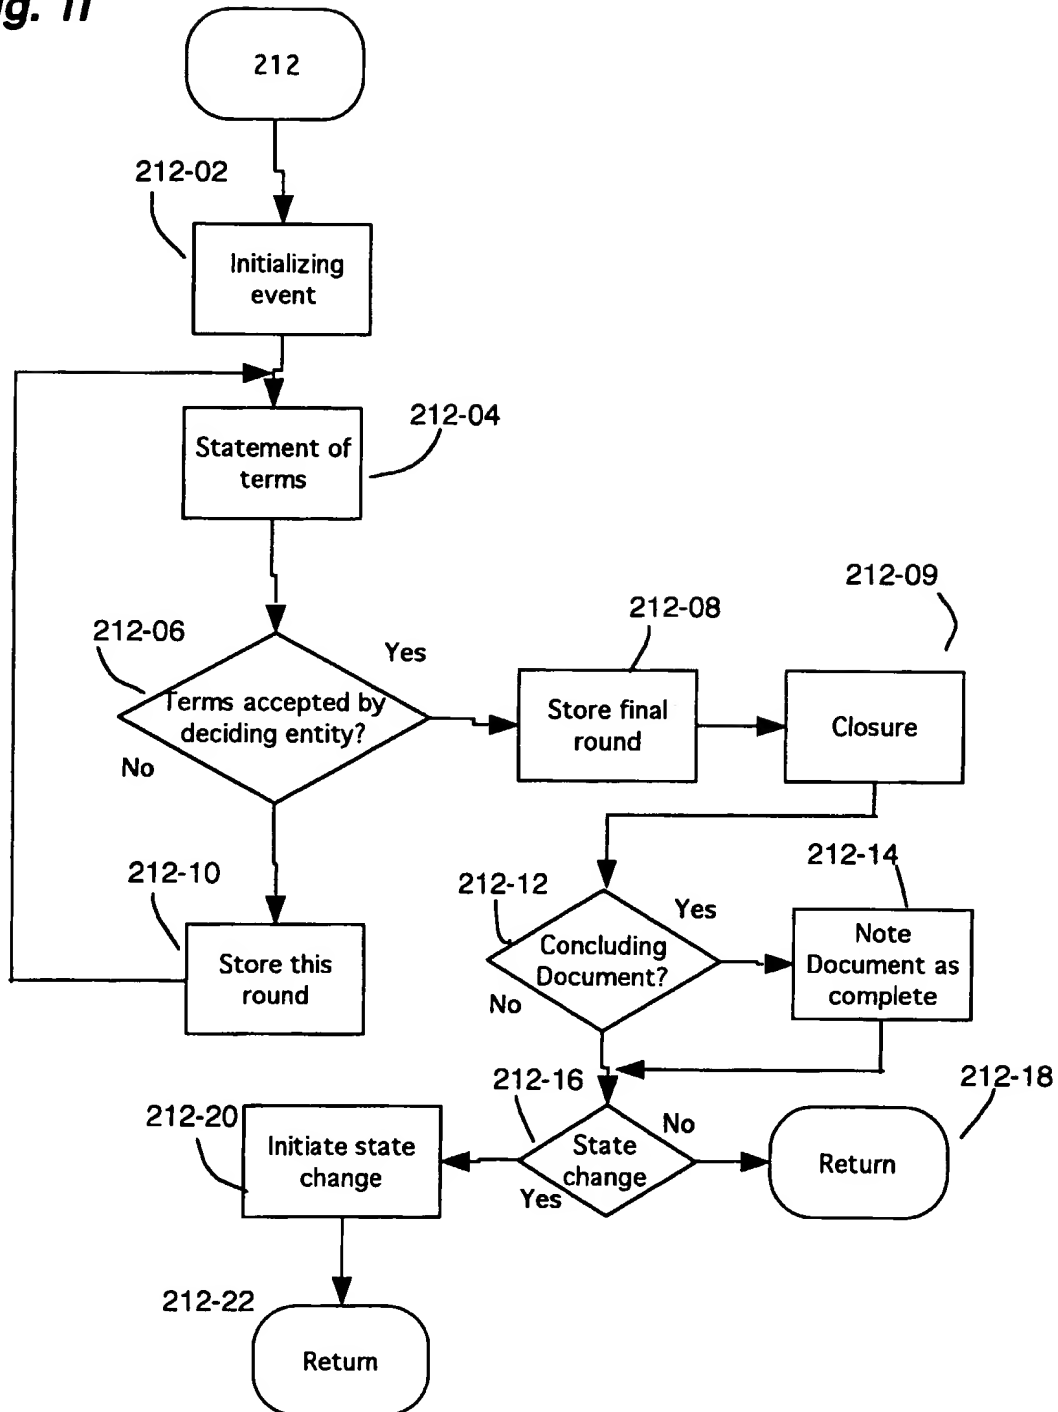 ig. 11
212
212-02
Initializing
event
212-04
Statement of
terms
212-06
Terms accepted by
deciding entity?
Yes
No
212-08
Store final
round
212-09
Closure
212-10
Store this
round
212-12
Concluding
Document?
Yes
No
212-14
Note
Document as
complete
212-16
State
change
No
Yes
212-18
Return
212-20
Initiate state
change
212-22
Return